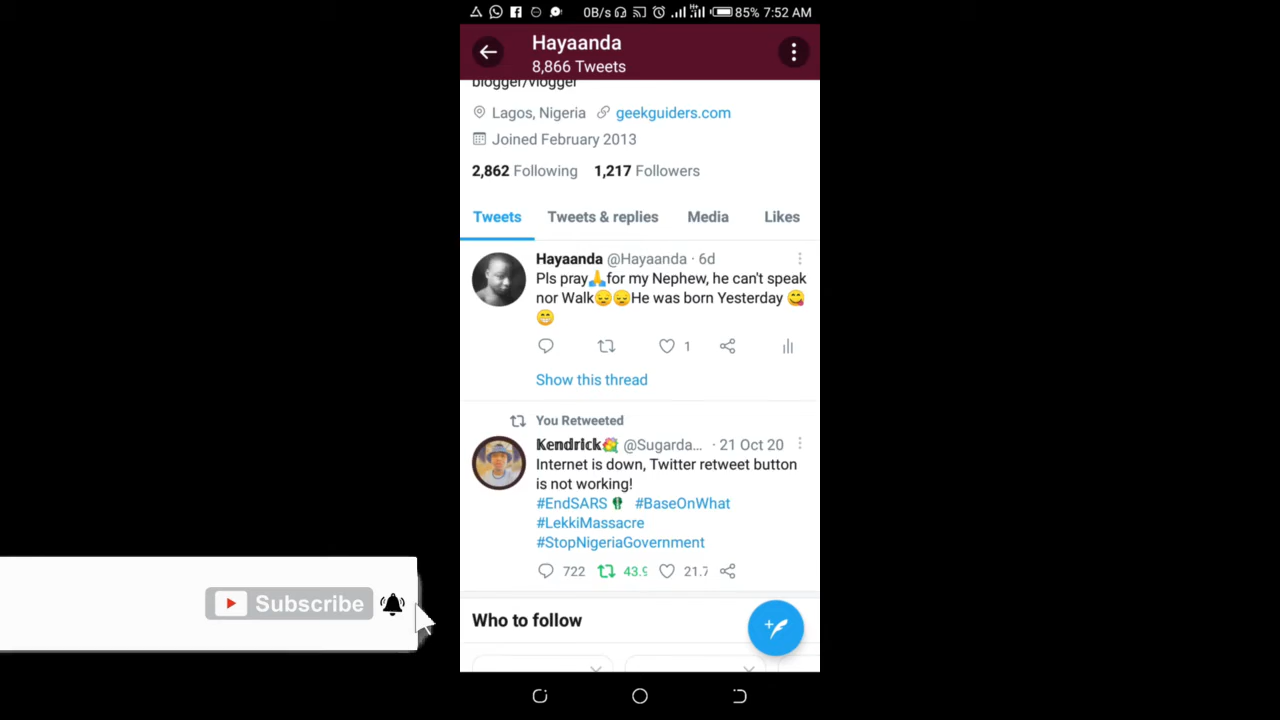 0B/s 85% 7:52 AM
Hayaanda
8,866 Tweets
blogger/vlogger
Lagos, Nigeria geekguiders.com
Joined February 2013
2,862 Following 1,217 Followers
Tweets Tweets & replies Media Likes
Hayaanda @Hayaanda · 6d
Pls pray🙏for my Nephew, he can't speak
nor Walk😔😔He was born Yesterday 😋
😁
1
Show this thread
You Retweeted
Kendrick💐 @Sugarda... · 21 Oct 20
Internet is down, Twitter retweet button
is not working!
#EndSARS #BaseOnWhat
#LekkiMassacre
#StopNigeriaGovernment
722 43.9 21.7
Who to follow
Subscribe